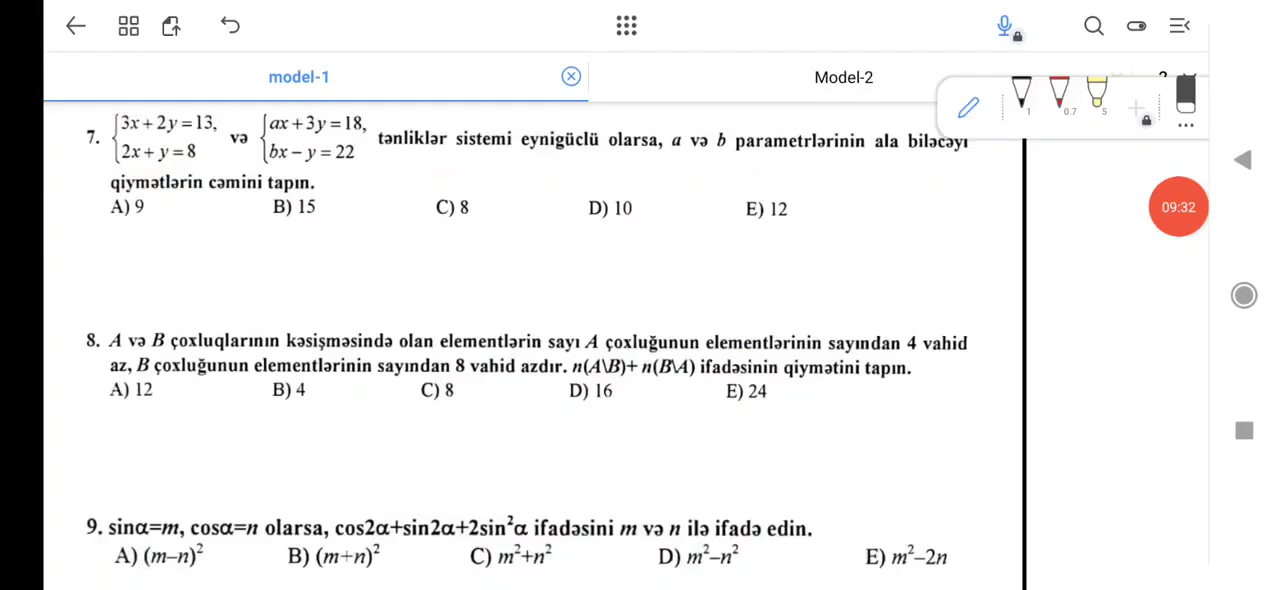 model-1
Model-2
1
0.7
5
7. {3x + 2y = 13, 2x + y = 8 və {ax + 3y = 18, bx – y = 22 tənliklər sistemi eynigüclü olarsa, a və b parametrlərinin ala biləcəyi
qiymətlərin cəmini tapın.
A) 9 B) 15 C) 8 D) 10 E) 12
09:32
8. A və B çoxluqlarının kəsişməsində olan elementlərin sayı A çoxluğunun elementlərinin sayından 4 vahid
az, B çoxluğunun elementlərinin sayından 8 vahid azdır. n(A\B)+ n(B\A) ifadəsinin qiymətini tapın.
A) 12 B) 4 C) 8 D) 16 E) 24
9. sinα=m, cosα=n olarsa, cos2α+sin2α+2sin²α ifadəsini m və n ilə ifadə edin.
A) (m–n)² B) (m+n)² C) m²+n² D) m²–n² E) m²–2n